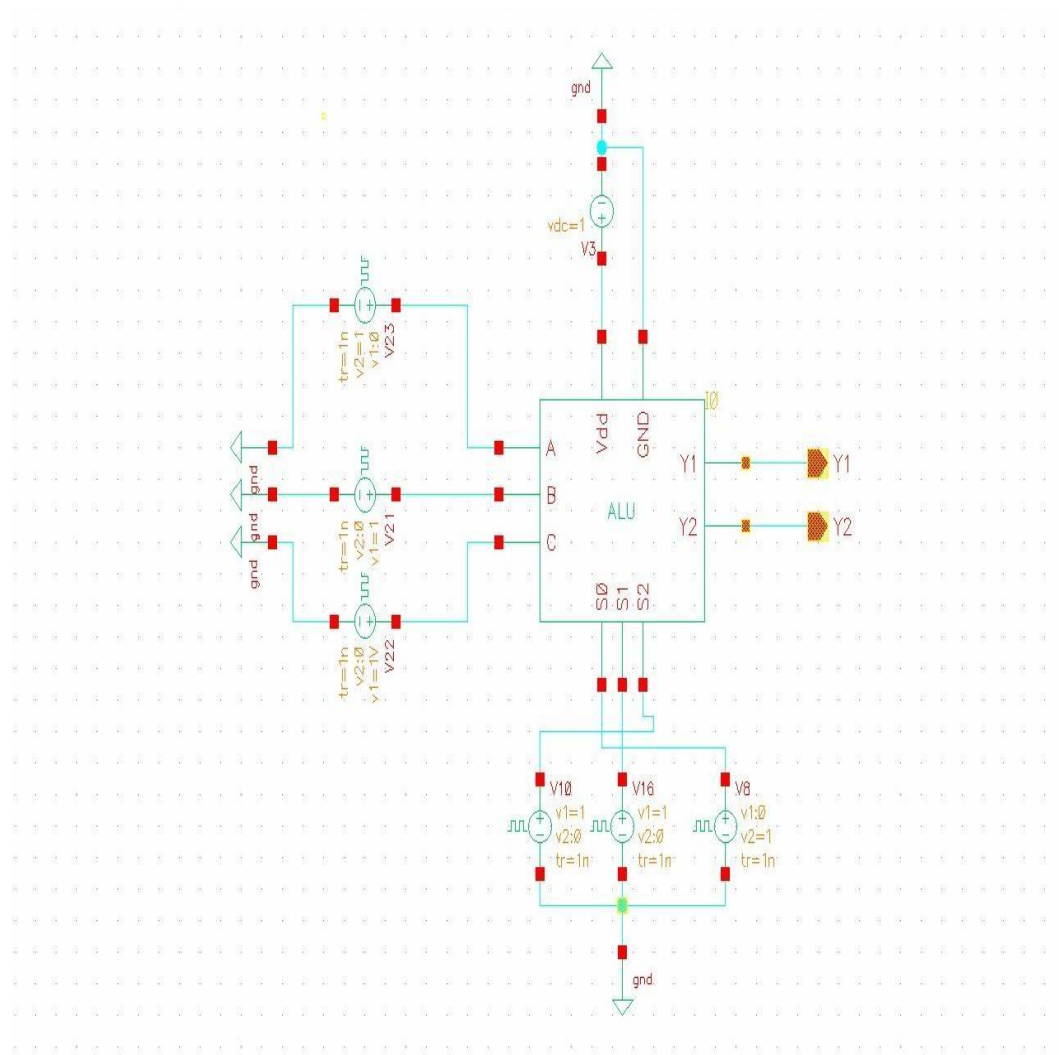 gnd
vdc=1
V3
tr=1n
v2=1
v1:0
V23
I0
Vdd
GND
A
B
C
ALU
Y1
Y1
Y2
Y2
gnd
gnd
gnd
tr=1n
v2:0
v1=1
V21
tr=1n
v2:0
v1=1V
V22
S0
S1
S2
V10
v1=1
v2:0
tr=1n
V16
v1=1
v2:0
tr=1n
V8
v1:0
v2=1
tr=1n
gnd